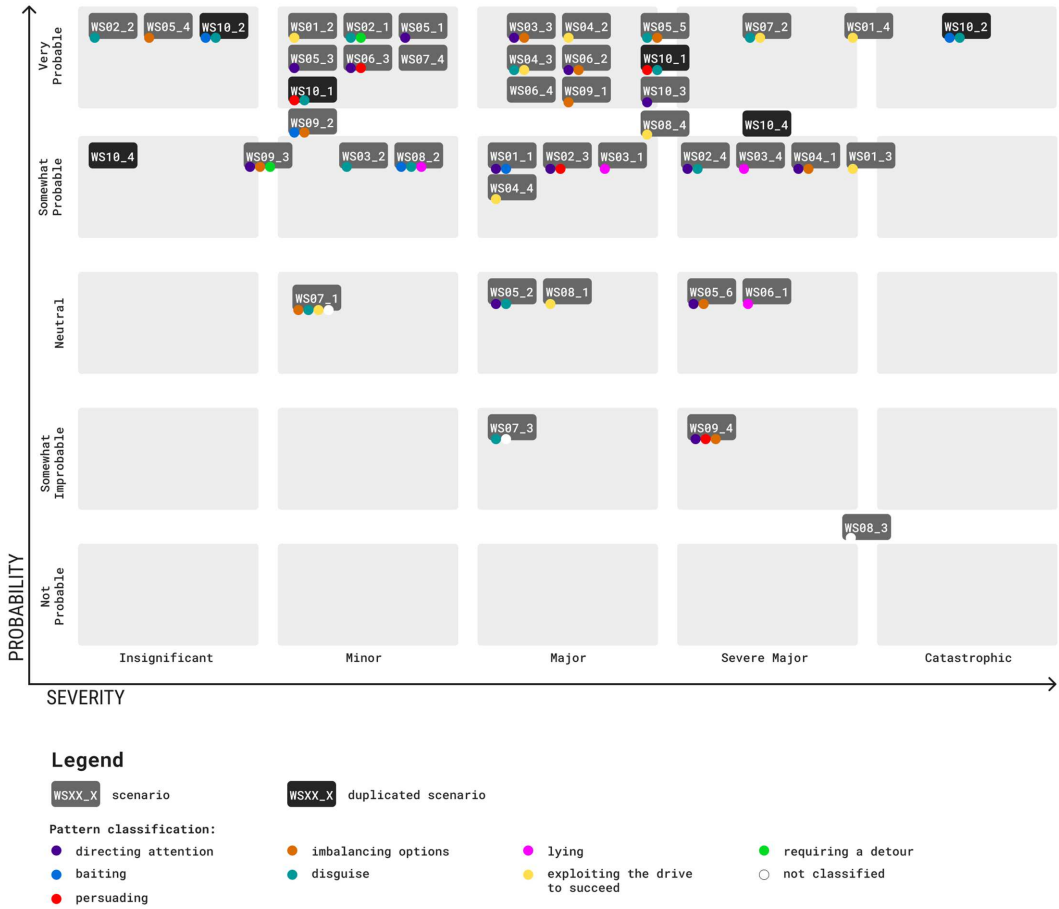 WS02_2 WS05_4 WS10_2 WS01_2 WS02_1 WS05_1 WS03_3 WS04_2 WS05_5 WS07_2 WS01_4 WS10_2
Very
Probable
WS05_3 WS06_3 WS07_4 WS04_3 WS06_2 WS10_1
WS10_1 WS06_4 WS09_1 WS10_3
WS09_2 WS08_4 WS10_4
Somewhat
Probable
WS10_4 WS09_3 WS03_2 WS08_2 WS01_1 WS02_3 WS03_1 WS02_4 WS03_4 WS04_1 WS01_3
WS04_4
Neutral
WS07_1 WS05_2 WS08_1 WS05_6 WS06_1
Somewhat
Improbable
WS07_3 WS09_4
WS08_3
Not
Probable
PROBABILITY
Insignificant Minor Major Severe Major Catastrophic
SEVERITY
Legend
WSXX_X scenario WSXX_X duplicated scenario
Pattern classification:
directing attention imbalancing options lying requiring a detour
baiting disguise exploiting the drive not classified
to succeed
persuading